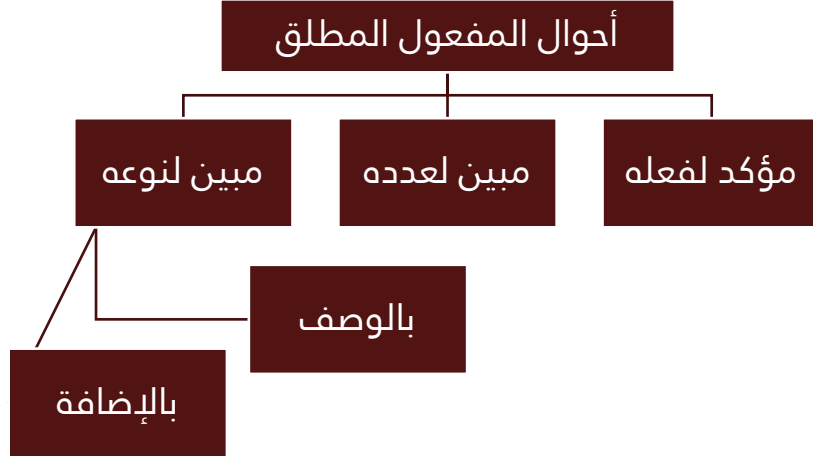 أحوال المفعول المطلق
مؤكد لفعله
مبين لعدده
مبين لنوعه
بالوصف
بالإضافة